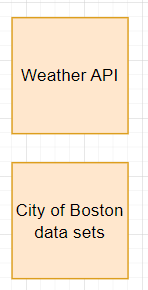 Weather API
City of Boston
data sets